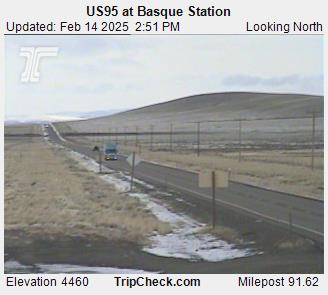 US95 at Basque Station
Updated: Feb 14 2025 2:51 PM Looking North
Elevation 4460 TripCheck.com Milepost 91.62